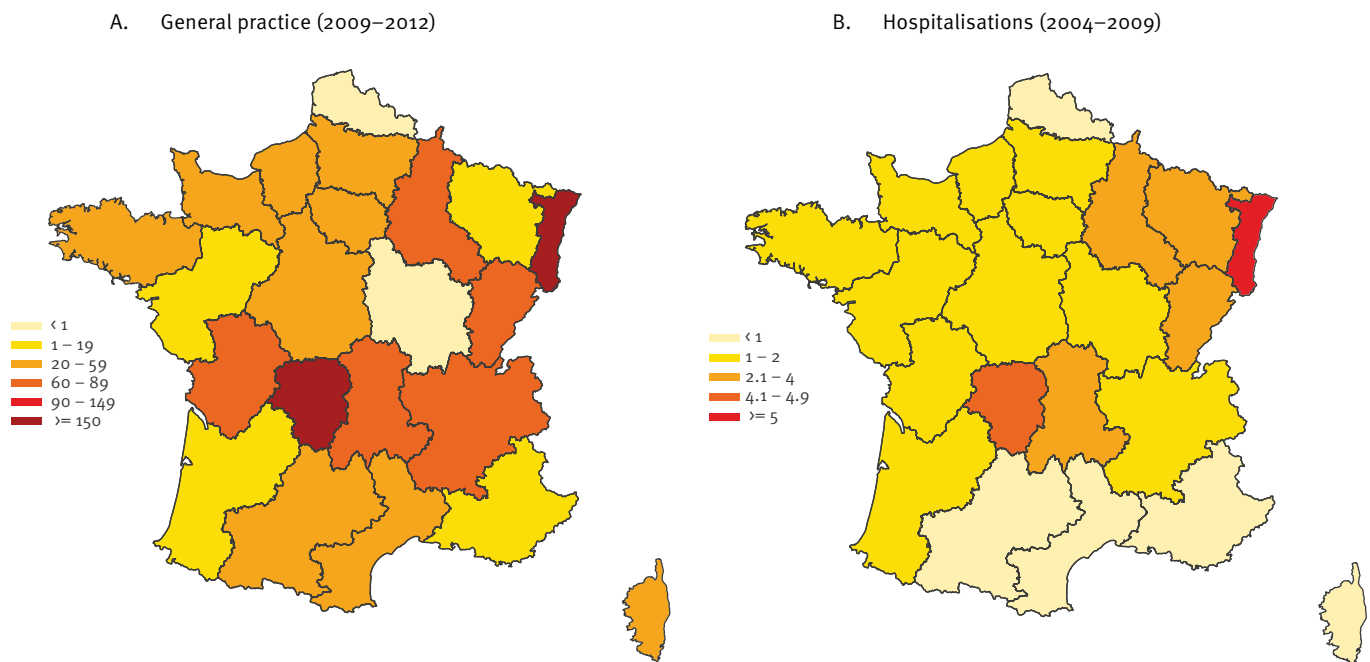 A. General practice (2009–2012)
B. Hospitalisations (2004–2009)
< 1
1 – 19
20 – 59
60 – 89
90 – 149
>= 150
< 1
1 – 2
2.1 – 4
4.1 – 4.9
>= 5